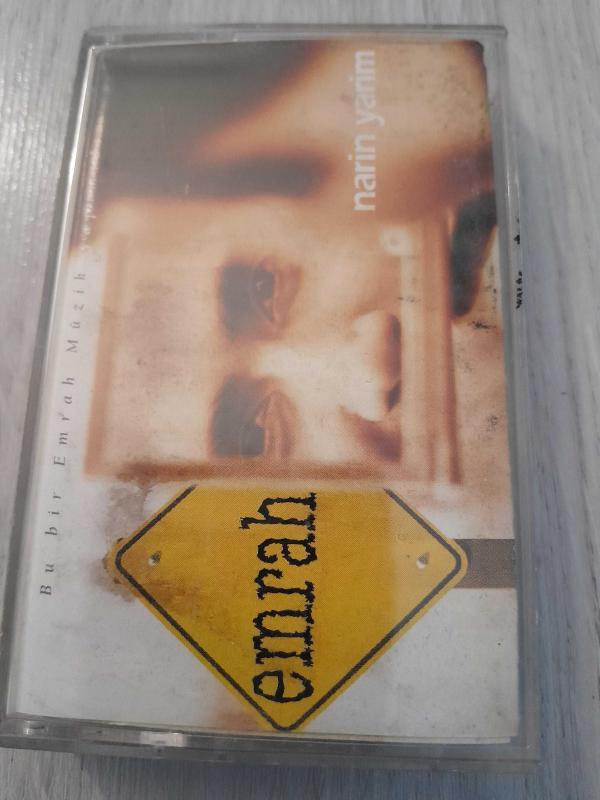 narin yarim
emrah
Bu bir Emrah Müzik